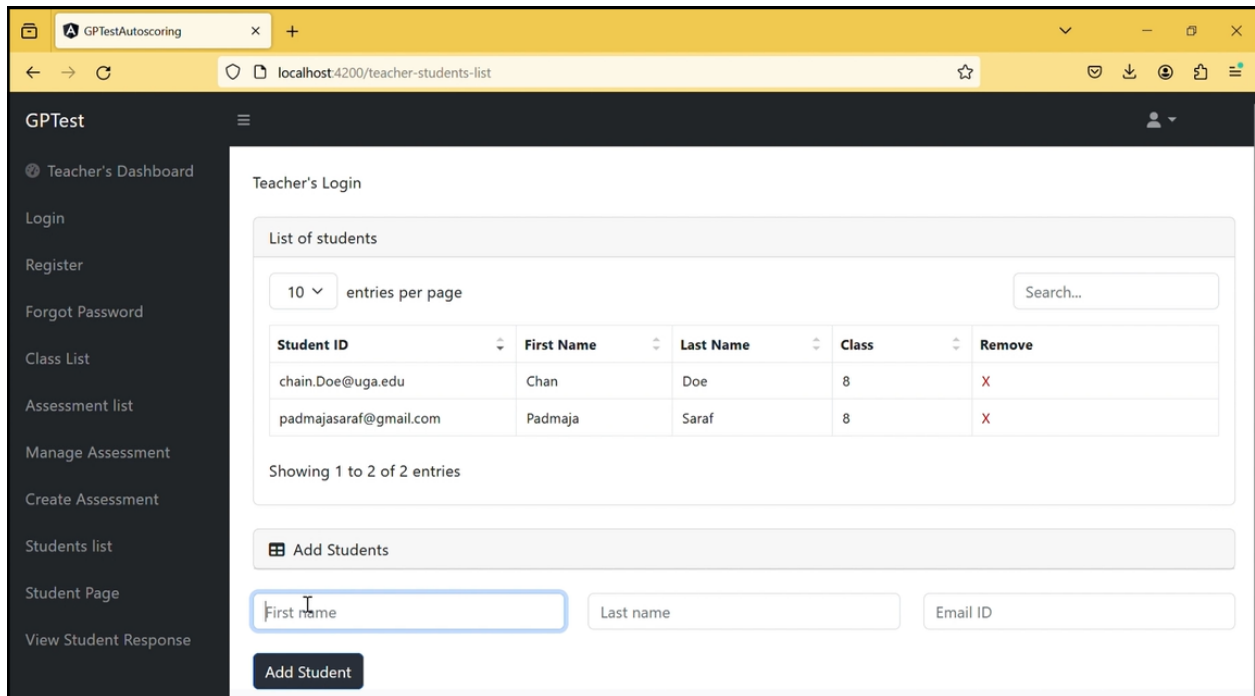 GPTestAutoscoring
localhost:4200/teacher-students-list
GPTest
Teacher's Dashboard
Login
Register
Forgot Password
Class List
Assessment list
Manage Assessment
Create Assessment
Students list
Student Page
View Student Response
Teacher's Login
List of students
10 entries per page Search...
Student ID First Name Last Name Class Remove
chain.Doe@uga.edu Chan Doe 8 X
padmajasaraf@gmail.com Padmaja Saraf 8 X
Showing 1 to 2 of 2 entries
Add Students
First name Last name Email ID
Add Student